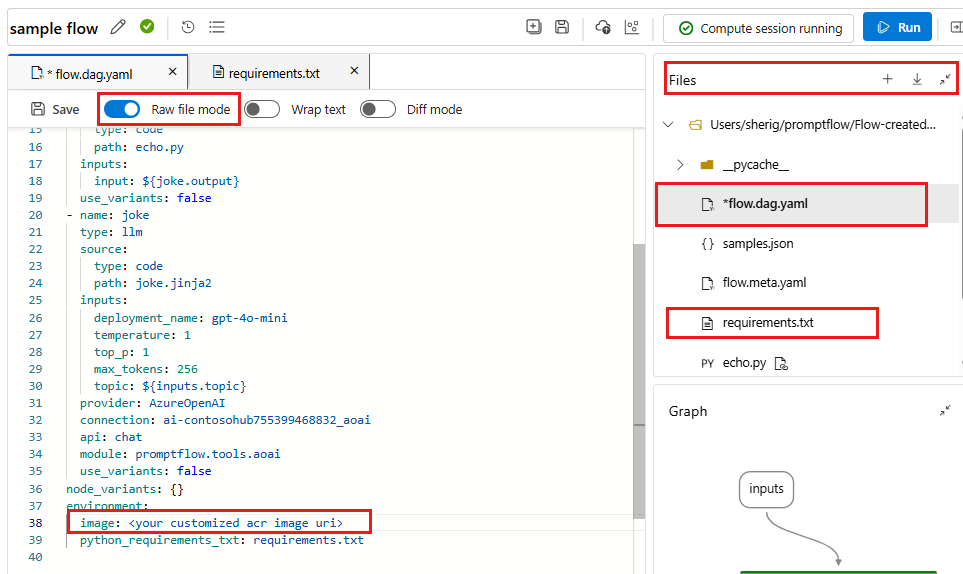 sample flow
Compute session running
Run
* flow.dag.yaml
requirements.txt
Save
Raw file mode
Wrap text
Diff mode
15 type: code
16 path: echo.py
17 inputs:
18 input: ${joke.output}
19 use_variants: false
20 - name: joke
21 type: llm
22 source:
23 type: code
24 path: joke.jinja2
25 inputs:
26 deployment_name: gpt-4o-mini
27 temperature: 1
28 top_p: 1
29 max_tokens: 256
30 topic: ${inputs.topic}
31 provider: AzureOpenAI
32 connection: ai-contosohub755399468832_aoai
33 api: chat
34 module: promptflow.tools.aoai
35 use_variants: false
36 node_variants: {}
37 environment:
38 image: <your customized acr image uri>
39 python_requirements_txt: requirements.txt
40
Files
Users/sherig/promptflow/Flow-created...
__pycache__
*flow.dag.yaml
{} samples.json
flow.meta.yaml
requirements.txt
PY echo.py
Graph
inputs